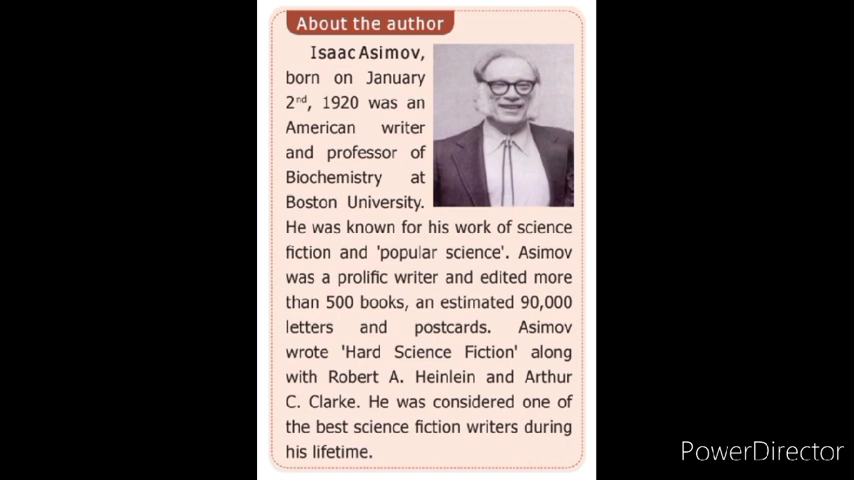 About the author
Isaac Asimov,
born on January
2nd, 1920 was an
American writer
and professor of
Biochemistry at
Boston University.
He was known for his work of science
fiction and 'popular science'. Asimov
was a prolific writer and edited more
than 500 books, an estimated 90,000
letters and postcards. Asimov
wrote 'Hard Science Fiction' along
with Robert A. Heinlein and Arthur
C. Clarke. He was considered one of
the best science fiction writers during
his lifetime.
PowerDirector